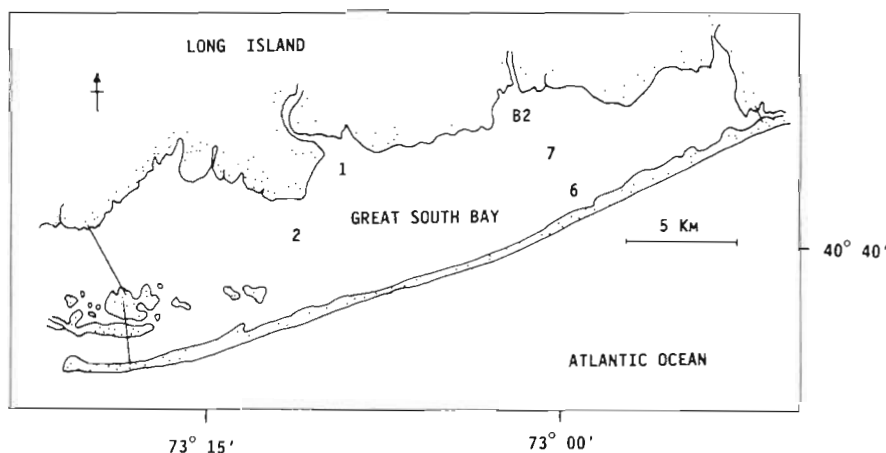 LONG ISLAND
B2
1
7
6
GREAT SOUTH BAY
2
5 KM
40° 40'
ATLANTIC OCEAN
73° 15'
73° 00'